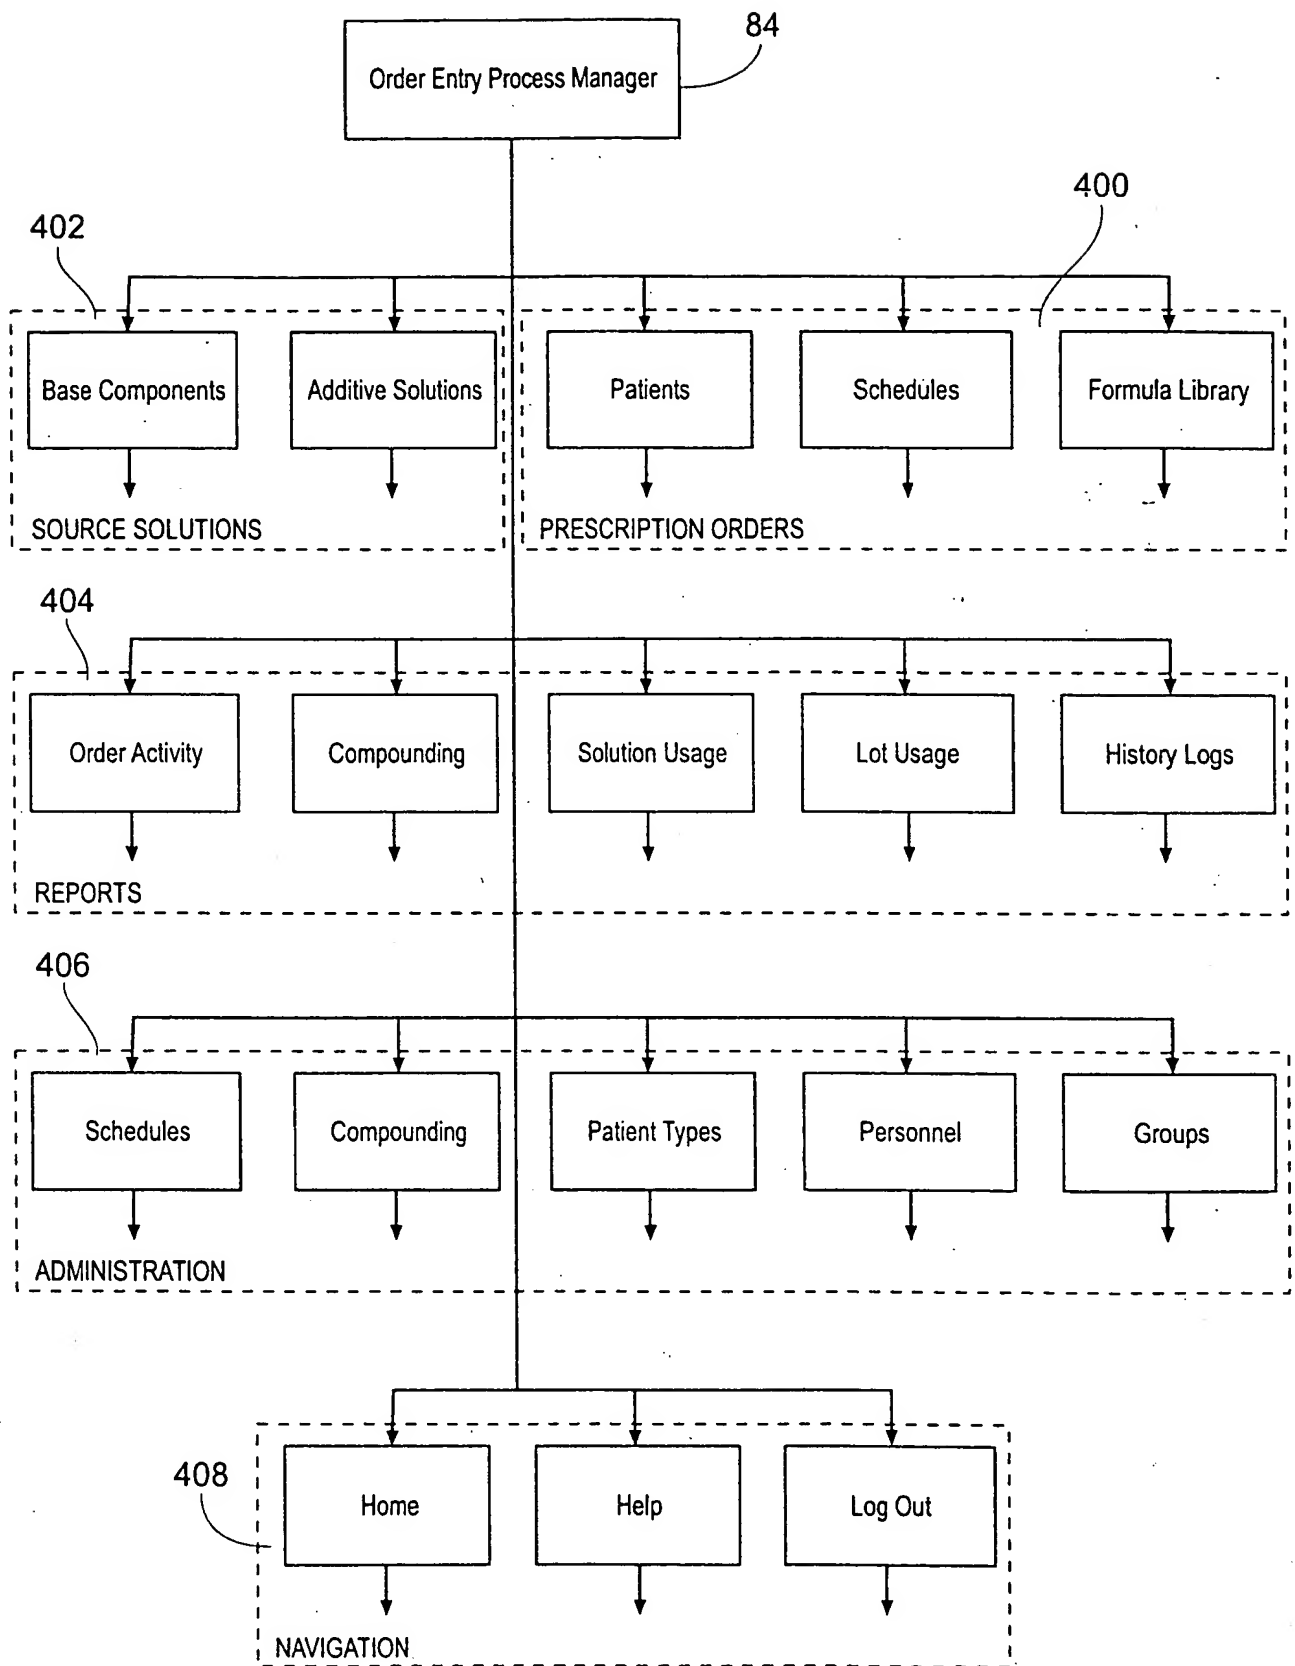 84
Order Entry Process Manager
400
402
Base Components
Additive Solutions
Patients
Schedules
Formula Library
SOURCE SOLUTIONS
PRESCRIPTION ORDERS
404
Order Activity
Compounding
Solution Usage
Lot Usage
History Logs
REPORTS
406
Schedules
Compounding
Patient Types
Personnel
Groups
ADMINISTRATION
408
Home
Help
Log Out
NAVIGATION